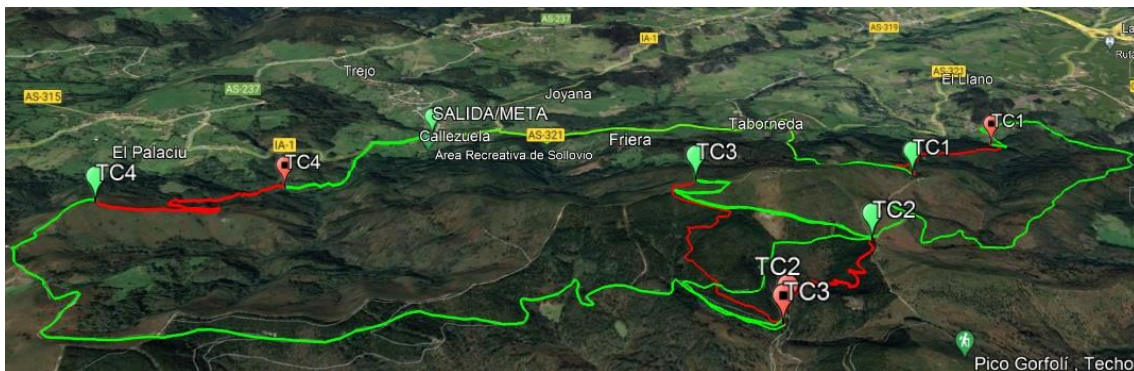 AS-237
IA-1
AS-319
La
Ruta
Trejo
AS-321
El Llano
AS-315
AS-237
Joyana
SALIDA/META
TC1
Callezuela
AS-321
Friera
Taborneda
El Palaciu
IA-1
Área Recreativa de Sollovio
TC4
TC3
TC1
TC4
TC2
TC2
TC3
Pico Gorfolí , Techo